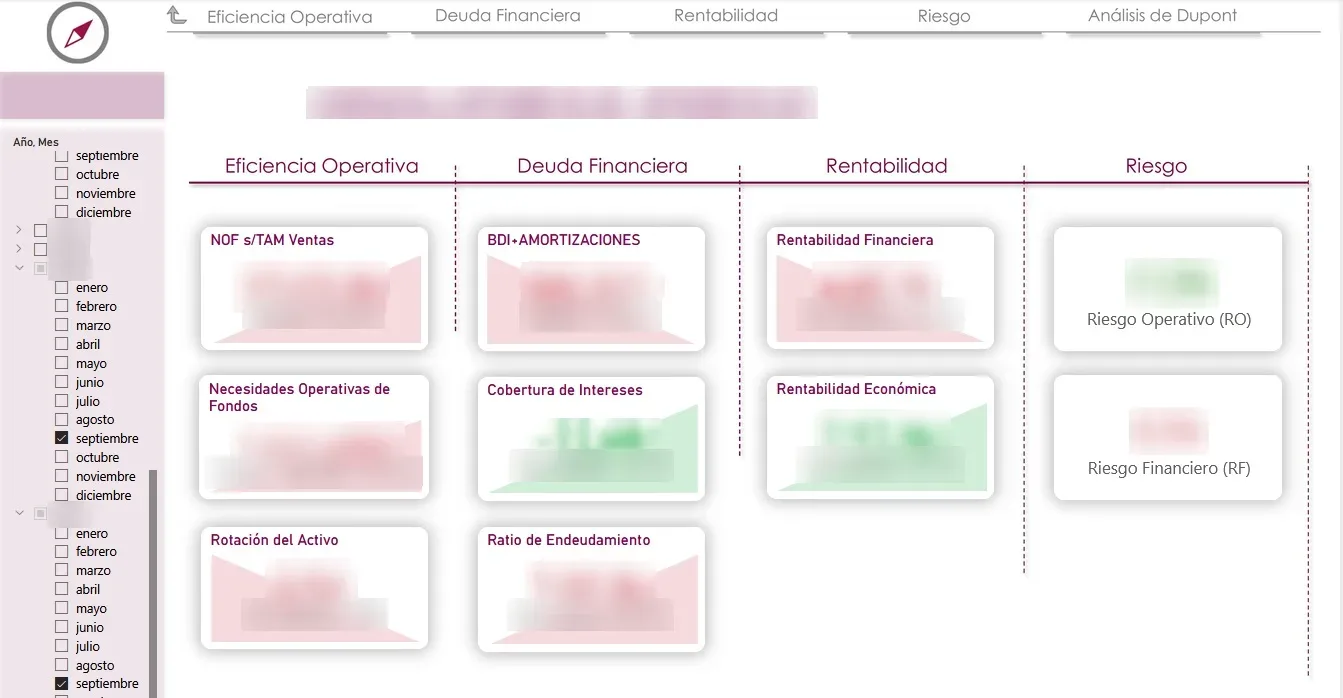 Eficiencia Operativa
Deuda Financiera
Rentabilidad
Riesgo
Análisis de Dupont
Año, Mes
septiembre
octubre
noviembre
diciembre
enero
febrero
marzo
abril
mayo
junio
julio
agosto
septiembre
octubre
noviembre
diciembre
enero
febrero
marzo
abril
mayo
junio
julio
agosto
septiembre
Eficiencia Operativa
Deuda Financiera
Rentabilidad
Riesgo
NOF s/TAM Ventas
BDI+AMORTIZACIONES
Rentabilidad Financiera
Riesgo Operativo (RO)
Necesidades Operativas de
Fondos
Cobertura de Intereses
Rentabilidad Económica
Riesgo Financiero (RF)
Rotación del Activo
Ratio de Endeudamiento